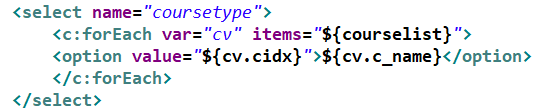 <select name="coursetype">
<c:forEach var="cv" items="${courselist}">
<option value="${cv.cidx}">${cv.c_name}</option>
</c:forEach>
</select>